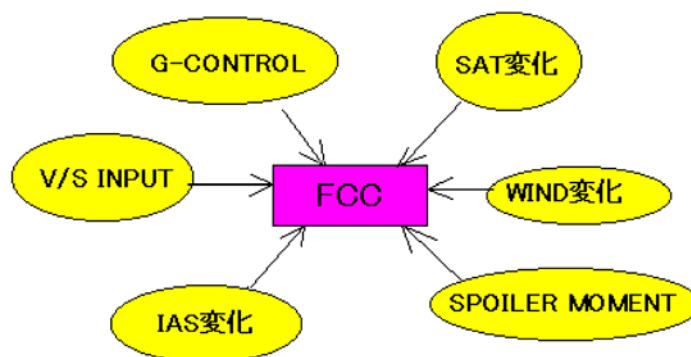 G-CONTROL
SAT変化
V/S INPUT
FCC
WIND変化
IAS変化
SPOILER MOMENT